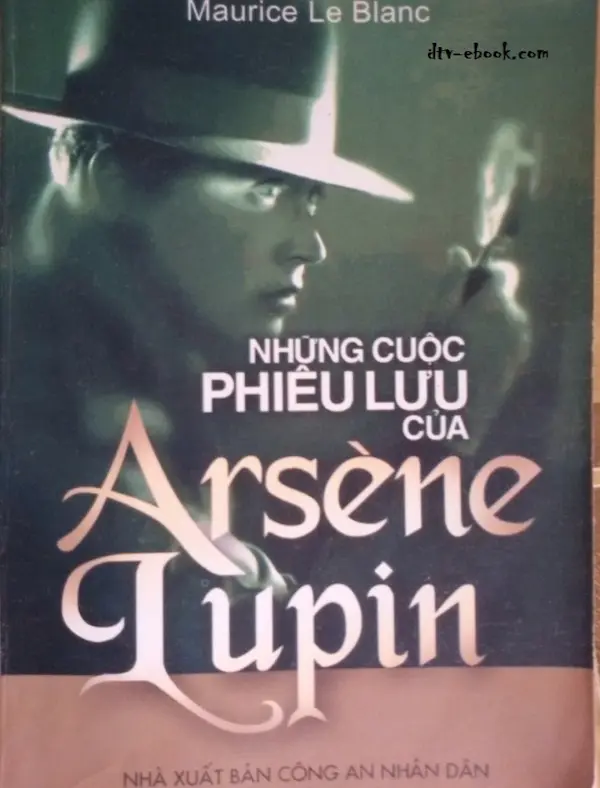 Maurice Le Blanc
dtv-ebook.com
NHỮNG CUỘC
PHIÊU LƯU
CỦA
Arsène
Lupin
NHÀ XUẤT BẢN CÔNG AN NHÂN DÂN